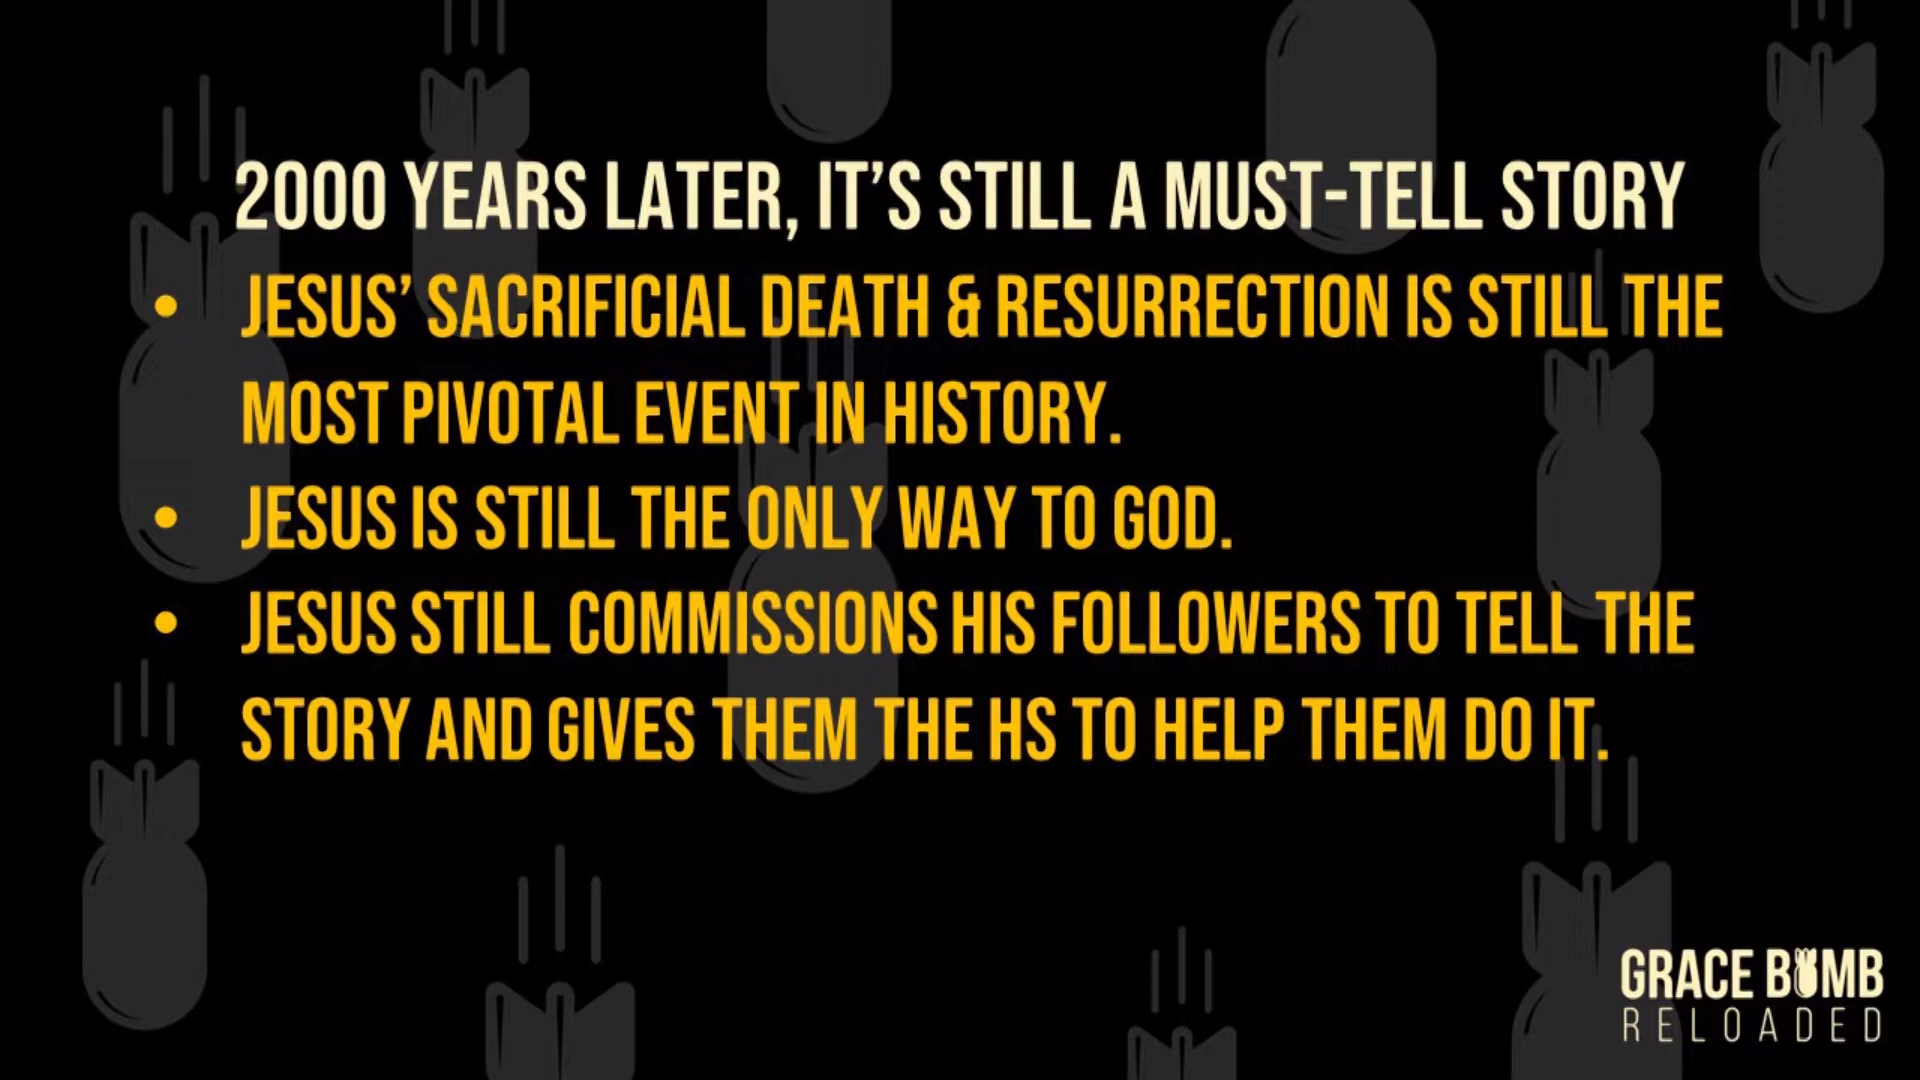 2000 YEARS LATER, IT’S STILL A MUST-TELL STORY
• JESUS’ SACRIFICIAL DEATH & RESURRECTION IS STILL THE
MOST PIVOTAL EVENT IN HISTORY.
• JESUS IS STILL THE ONLY WAY TO GOD.
• JESUS STILL COMMISSIONS HIS FOLLOWERS TO TELL THE
STORY AND GIVES THEM THE HS TO HELP THEM DO IT.
GRACE BOMB
RELOADED